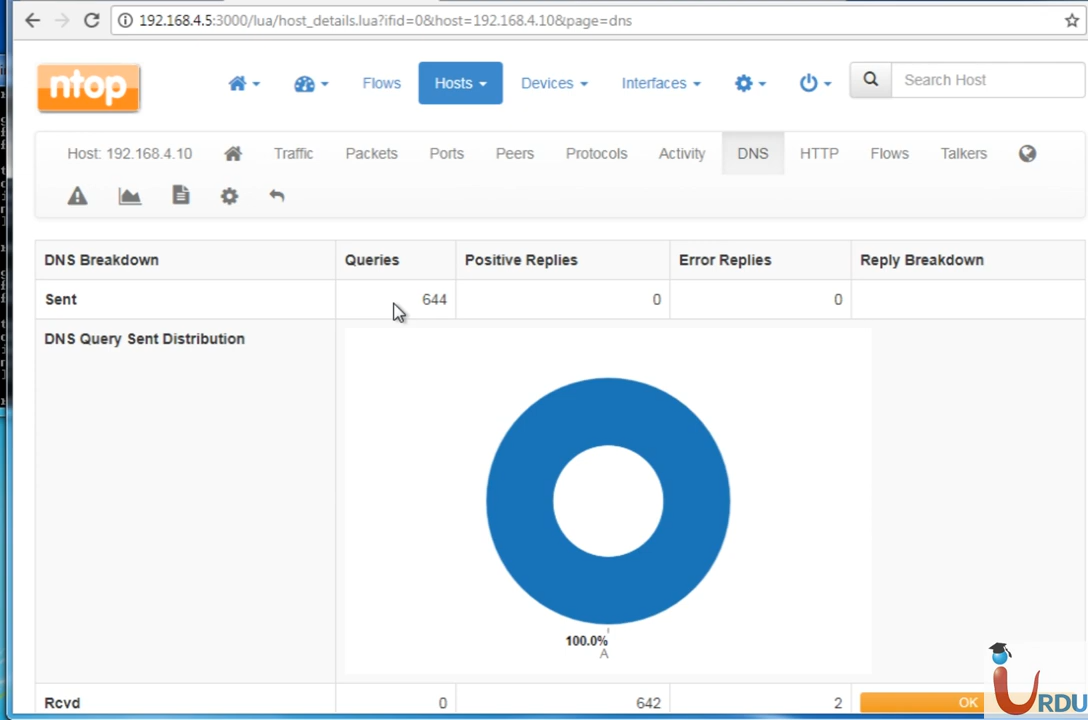 192.168.4.5:3000/lua/host_details.lua?ifid=0&host=192.168.4.10&page=dns
ntop
Flows
Hosts
Devices
Interfaces
Search Host
Host: 192.168.4.10
Traffic
Packets
Ports
Peers
Protocols
Activity
DNS
HTTP
Flows
Talkers
DNS Breakdown
Queries
Positive Replies
Error Replies
Reply Breakdown
Sent
644
0
0
DNS Query Sent Distribution
100.0%
A
Rcvd
0
642
2
OK
iURDU